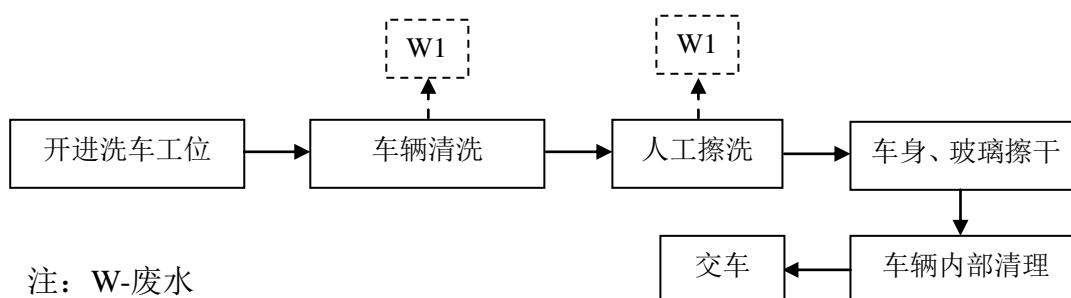 W1
W1
开进洗车工位
车辆清洗
人工擦洗
车身、玻璃擦干
车辆内部清理
交车
注：W-废水